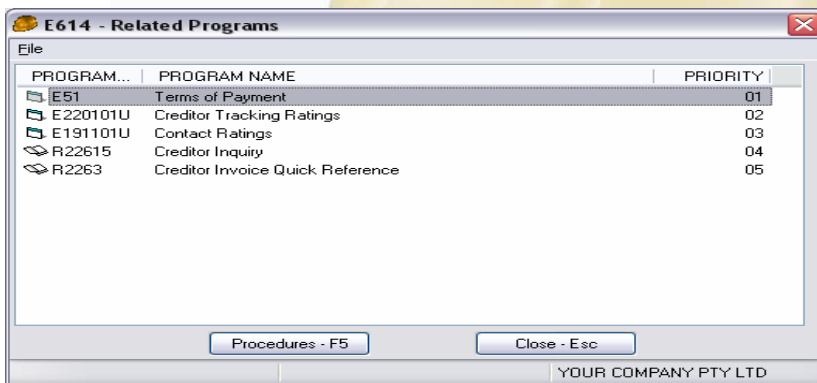 E614 - Related Programs
File
PROGRAM... PROGRAM NAME PRIORITY
E51 Terms of Payment 01
E220101U Creditor Tracking Ratings 02
E191101U Contact Ratings 03
R22615 Creditor Inquiry 04
R2263 Creditor Invoice Quick Reference 05
Procedures - F5 Close - Esc
YOUR COMPANY PTY LTD